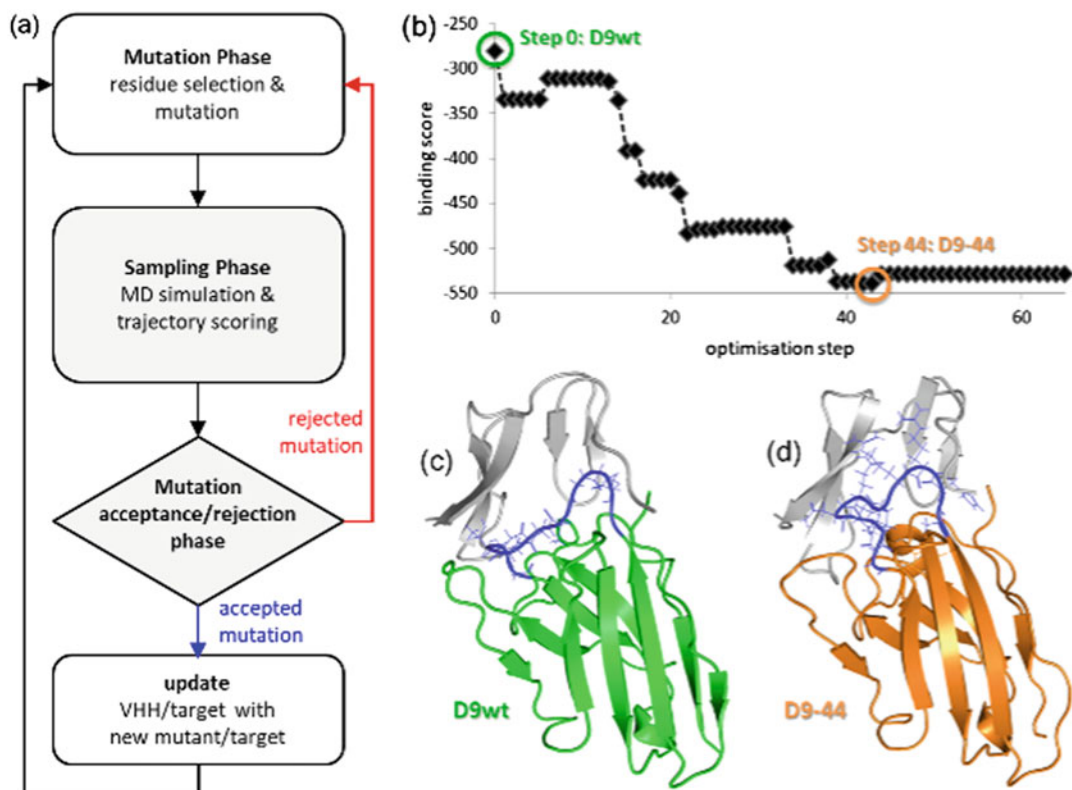 (a)
Mutation Phase
residue selection &
mutation
Sampling Phase
MD simulation &
trajectory scoring
rejected
mutation
Mutation
acceptance/rejection
phase
accepted
mutation
update
VHH/target with
new mutant/target
(b)
-250
-300
-350
-400
-450
-500
-550
binding score
Step 0: D9wt
Step 44: D9-44
0
20
40
60
optimisation step
(c)
D9wt
(d)
D9-44